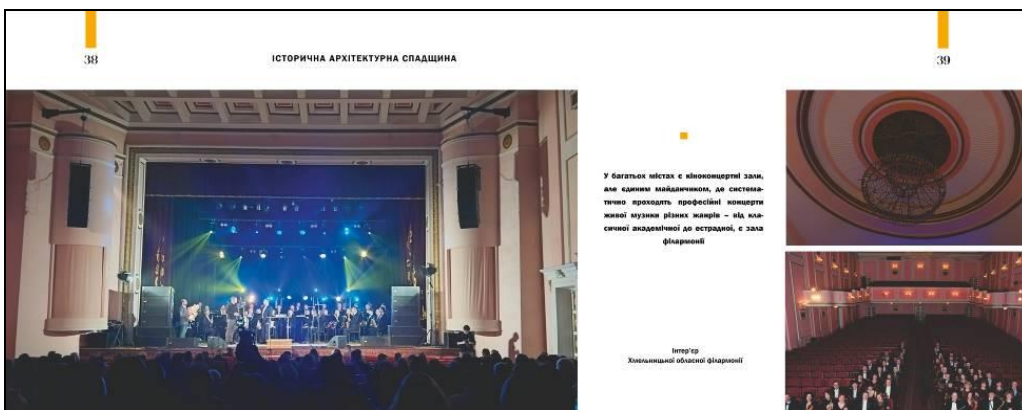 38
ІСТОРИЧНА АРХІТЕКТУРНА СПАДЩИНА
39
У багатьох містах є кіноконцертні зали,
але єдиним майданчиком, де система-
тично проходять професійні концерти
живої музики різних жанрів – від кла-
сичної академічної до естрадної, є зала
філармонії
Інтер’єр
Хмельницької обласної філармонії